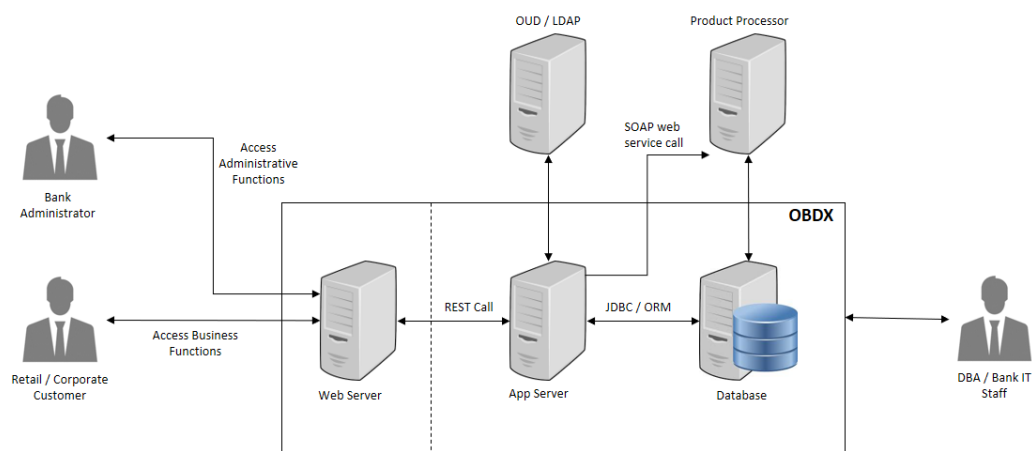 OUD / LDAP
Product Processor
SOAP web
service call
Access
Administrative
Functions
Bank
Administrator
OBDX
REST Call
JDBC / ORM
Access Business
Functions
Retail / Corporate
Customer
Web Server
App Server
Database
DBA / Bank IT
Staff